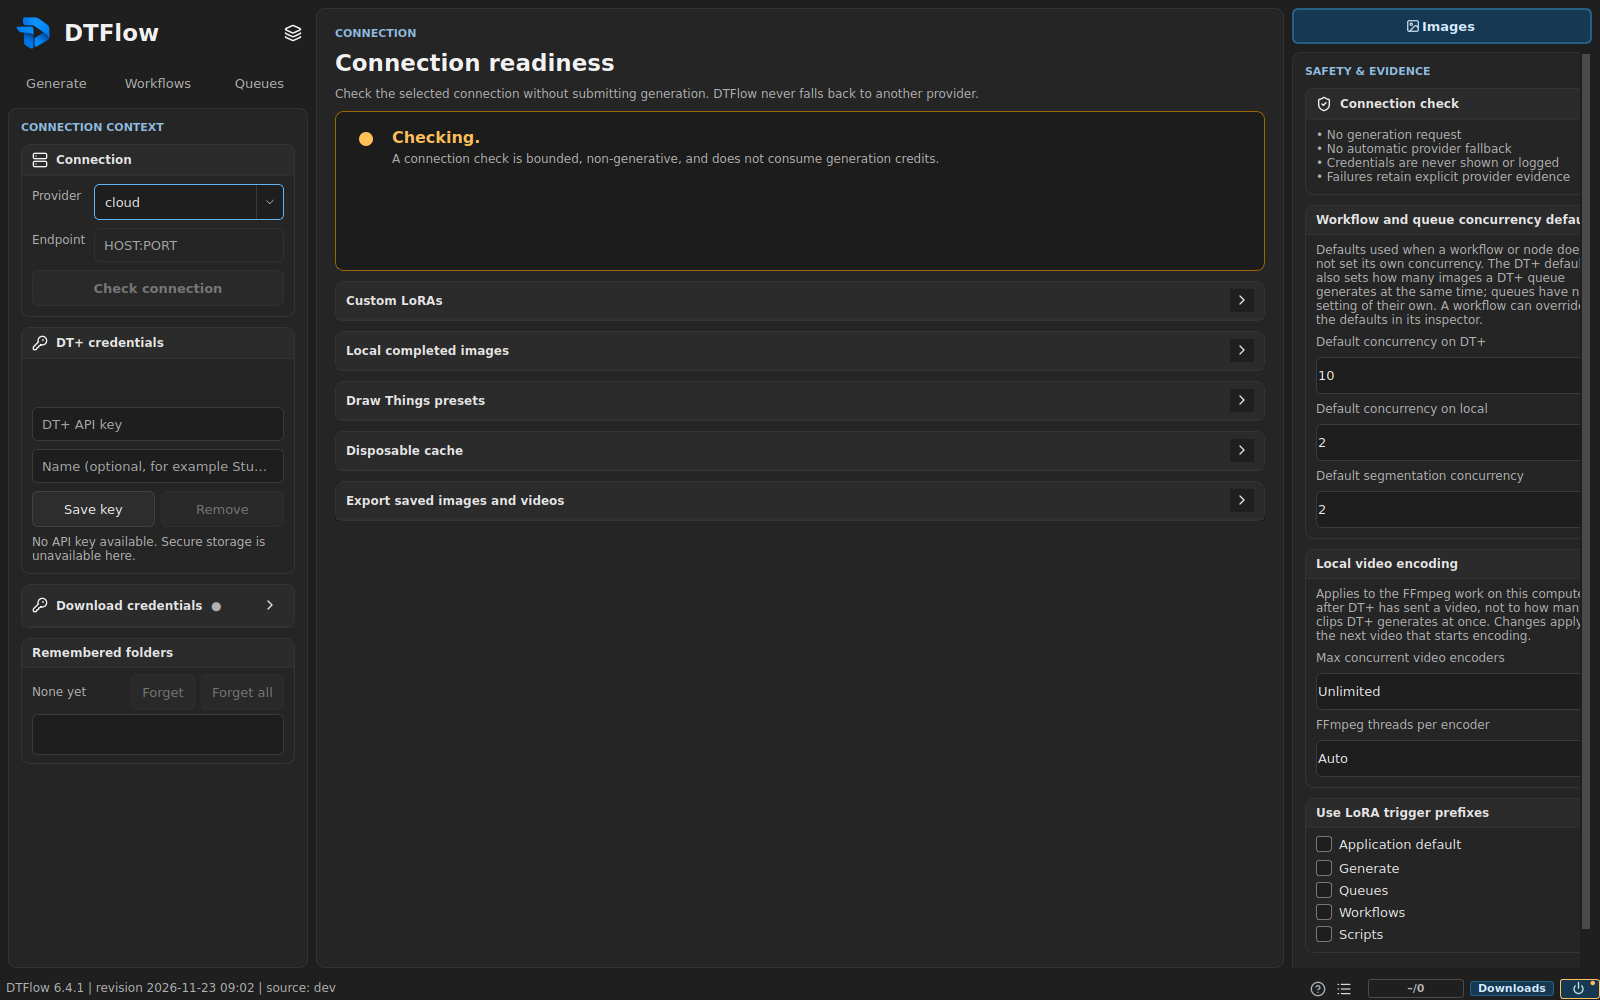 DTFlow
Generate
Workflows
Queues
CONNECTION CONTEXT
Connection
Provider
cloud
Endpoint
HOST:PORT
Check connection
DT+ credentials
DT+ API key
Name (optional, for example Stu...
Save key
Remove
No API key available. Secure storage is
unavailable here.
Download credentials
Remembered folders
None yet
Forget
Forget all
CONNECTION
Connection readiness
Check the selected connection without submitting generation. DTFlow never falls back to another provider.
Checking.
A connection check is bounded, non-generative, and does not consume generation credits.
Custom LoRAs
Local completed images
Draw Things presets
Disposable cache
Export saved images and videos
Images
SAFETY & EVIDENCE
Connection check
• No generation request
• No automatic provider fallback
• Credentials are never shown or logged
• Failures retain explicit provider evidence
Workflow and queue concurrency defau
Defaults used when a workflow or node doe
not set its own concurrency. The DT+ defaul
also sets how many images a DT+ queue
generates at the same time; queues have n
setting of their own. A workflow can override
the defaults in its inspector.
Default concurrency on DT+
10
Default concurrency on local
2
Default segmentation concurrency
2
Local video encoding
Applies to the FFmpeg work on this compute
after DT+ has sent a video, not to how man
clips DT+ generates at once. Changes apply
the next video that starts encoding.
Max concurrent video encoders
Unlimited
FFmpeg threads per encoder
Auto
Use LoRA trigger prefixes
Application default
Generate
Queues
Workflows
Scripts
DTFlow 6.4.1 | revision 2026-11-23 09:02 | source: dev
–/0
Downloads